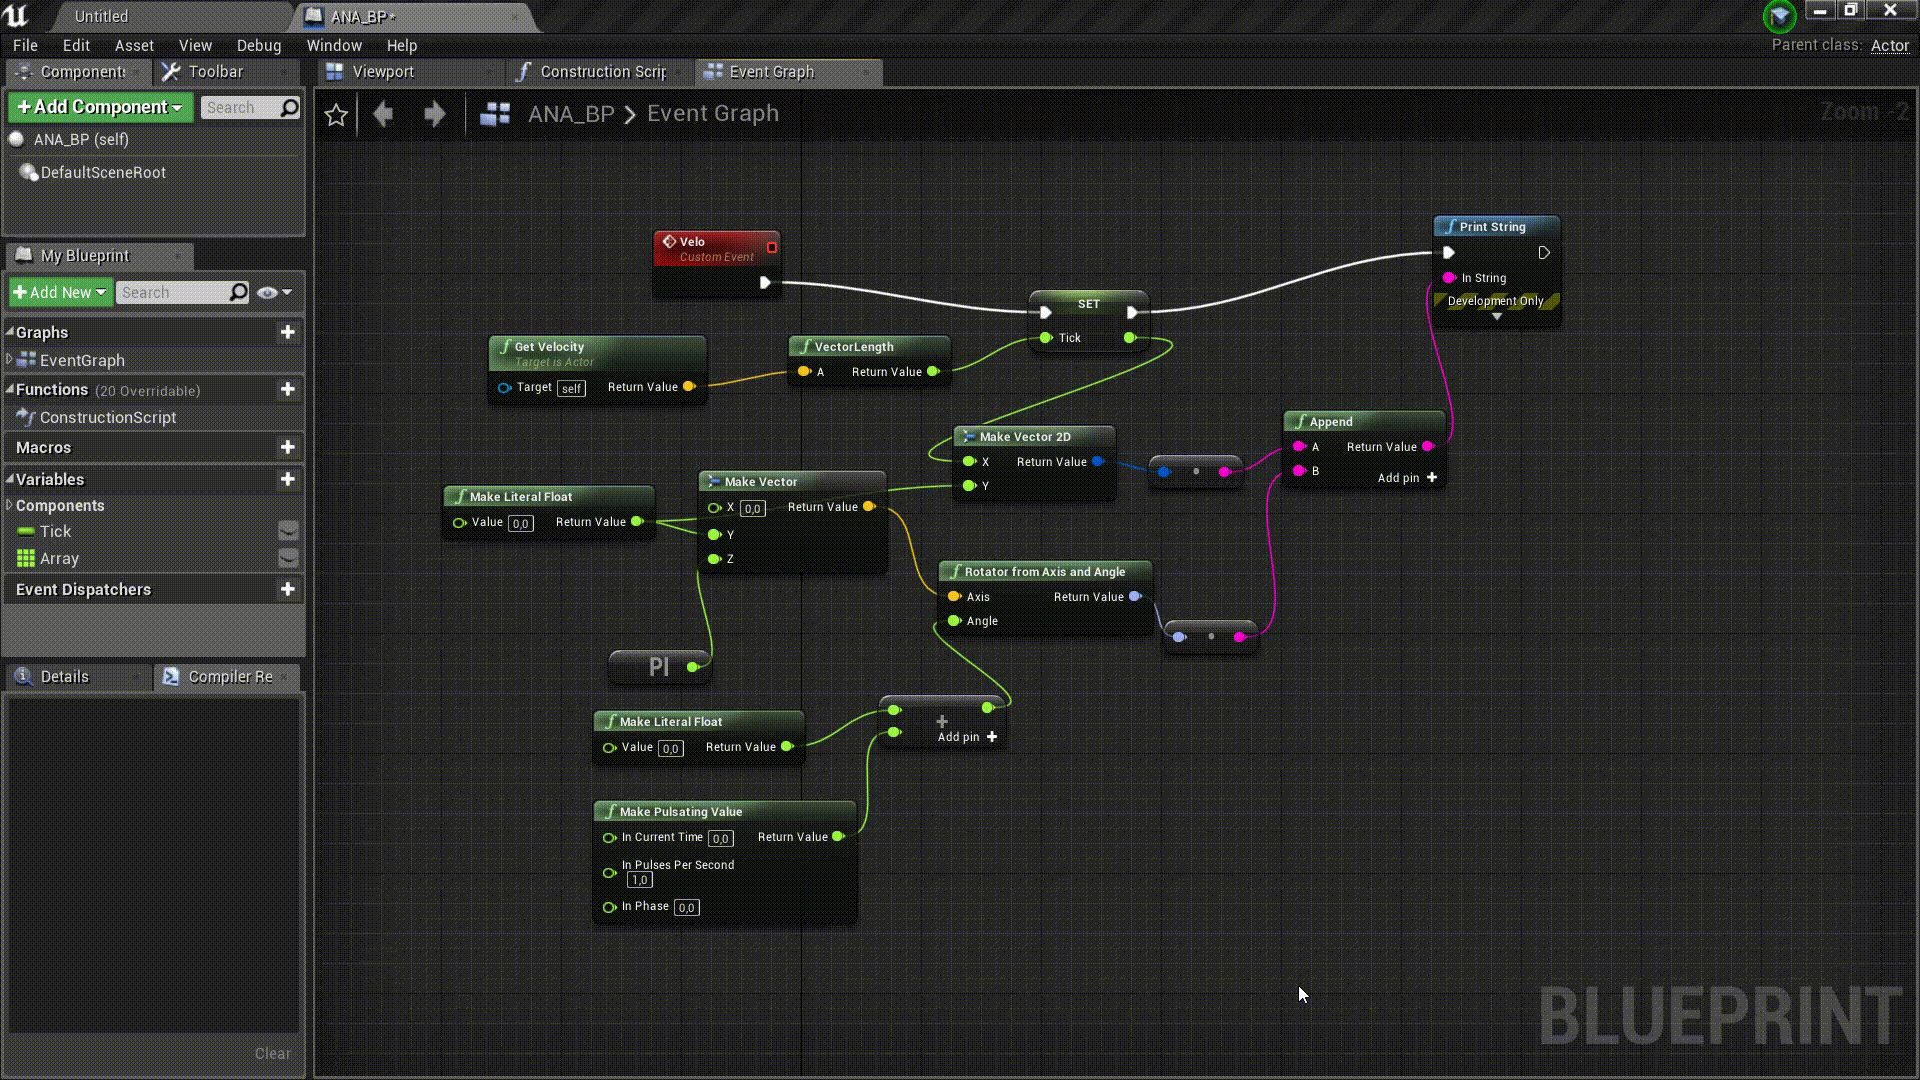 Untitled
ANA_BP*
File Edit Asset View Debug Window Help
Parent class: Actor
Component
Toolbar
Viewport
Construction Scrip
Event Graph
+Add Component
Search
ANA_BP > Event Graph
Zoom -2
ANA_BP (self)
DefaultSceneRoot
My Blueprint
+ Add New
Search
Graphs
EventGraph
Functions (20 Overridable)
ConstructionScript
Macros
Variables
Components
Tick
Array
Event Dispatchers
Details
Compiler Re
Clear
Velo
Custom Event
SET
Tick
Print String
In String
Development Only
Get Velocity
Target is Actor
Target self Return Value
VectorLength
A Return Value
Make Vector 2D
X Return Value
Y
Append
A Return Value
B
Add pin +
Make Literal Float
Value 0,0 Return Value
Make Vector
X 0,0 Return Value
Y
Z
Rotator from Axis and Angle
Axis Return Value
Angle
PI
Make Literal Float
Value 0,0 Return Value
+
Add pin +
Make Pulsating Value
In Current Time 0,0 Return Value
In Pulses Per Second
1,0
In Phase 0,0
BLUEPRINT